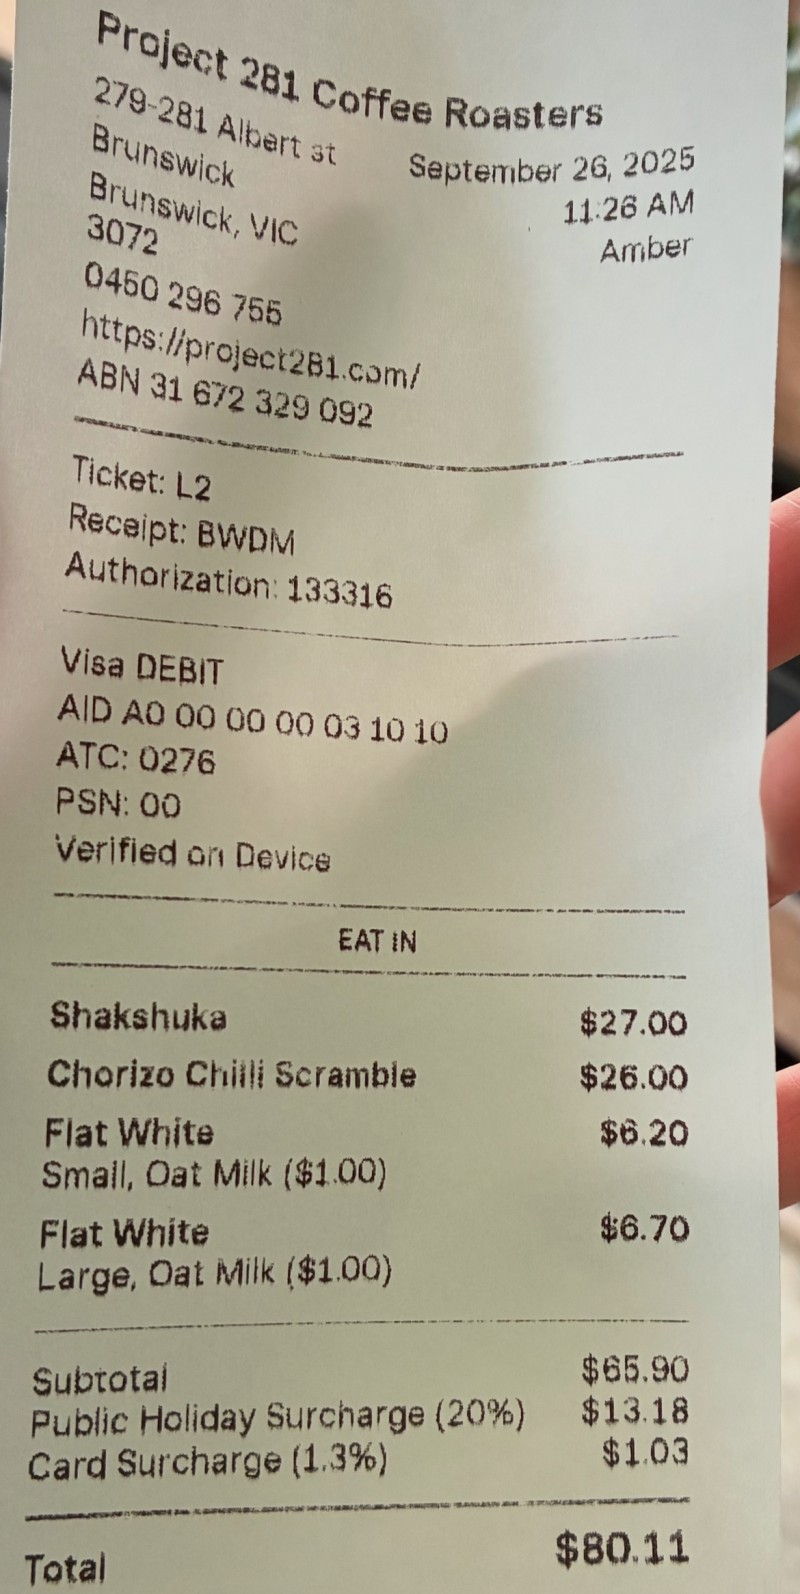 Project 281 Coffee Roasters
279-281 Albert st
Brunswick
Brunswick, VIC
3072
0450 296 755
https://project281.com/
ABN 31 672 329 092
September 26, 2025
11:26 AM
Amber
Ticket: L2
Receipt: BWDM
Authorization: 133316
Visa DEBIT
AID A0 00 00 00 03 10 10
ATC: 0276
PSN: 00
Verified on Device
EAT IN
Shakshuka $27.00
Chorizo Chilli Scramble $26.00
Flat White $6.20
Small, Oat Milk ($1.00)
Flat White $6.70
Large, Oat Milk ($1.00)
Subtotal $65.90
Public Holiday Surcharge (20%) $13.18
Card Surcharge (1.3%) $1.03
Total $80.11